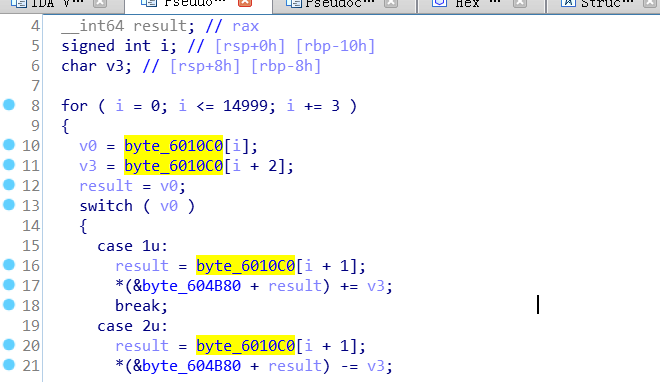 IDA V… Pseudo… Pseudoc… Hex … Struc…
4 __int64 result; // rax
5 signed int i; // [rsp+0h] [rbp-10h]
6 char v3; // [rsp+8h] [rbp-8h]
7
8 for ( i = 0; i <= 14999; i += 3 )
9 {
10 v0 = byte_6010C0[i];
11 v3 = byte_6010C0[i + 2];
12 result = v0;
13 switch ( v0 )
14 {
15 case 1u:
16 result = byte_6010C0[i + 1];
17 *(&byte_604B80 + result) += v3;
18 break;
19 case 2u:
20 result = byte_6010C0[i + 1];
21 *(&byte_604B80 + result) -= v3;